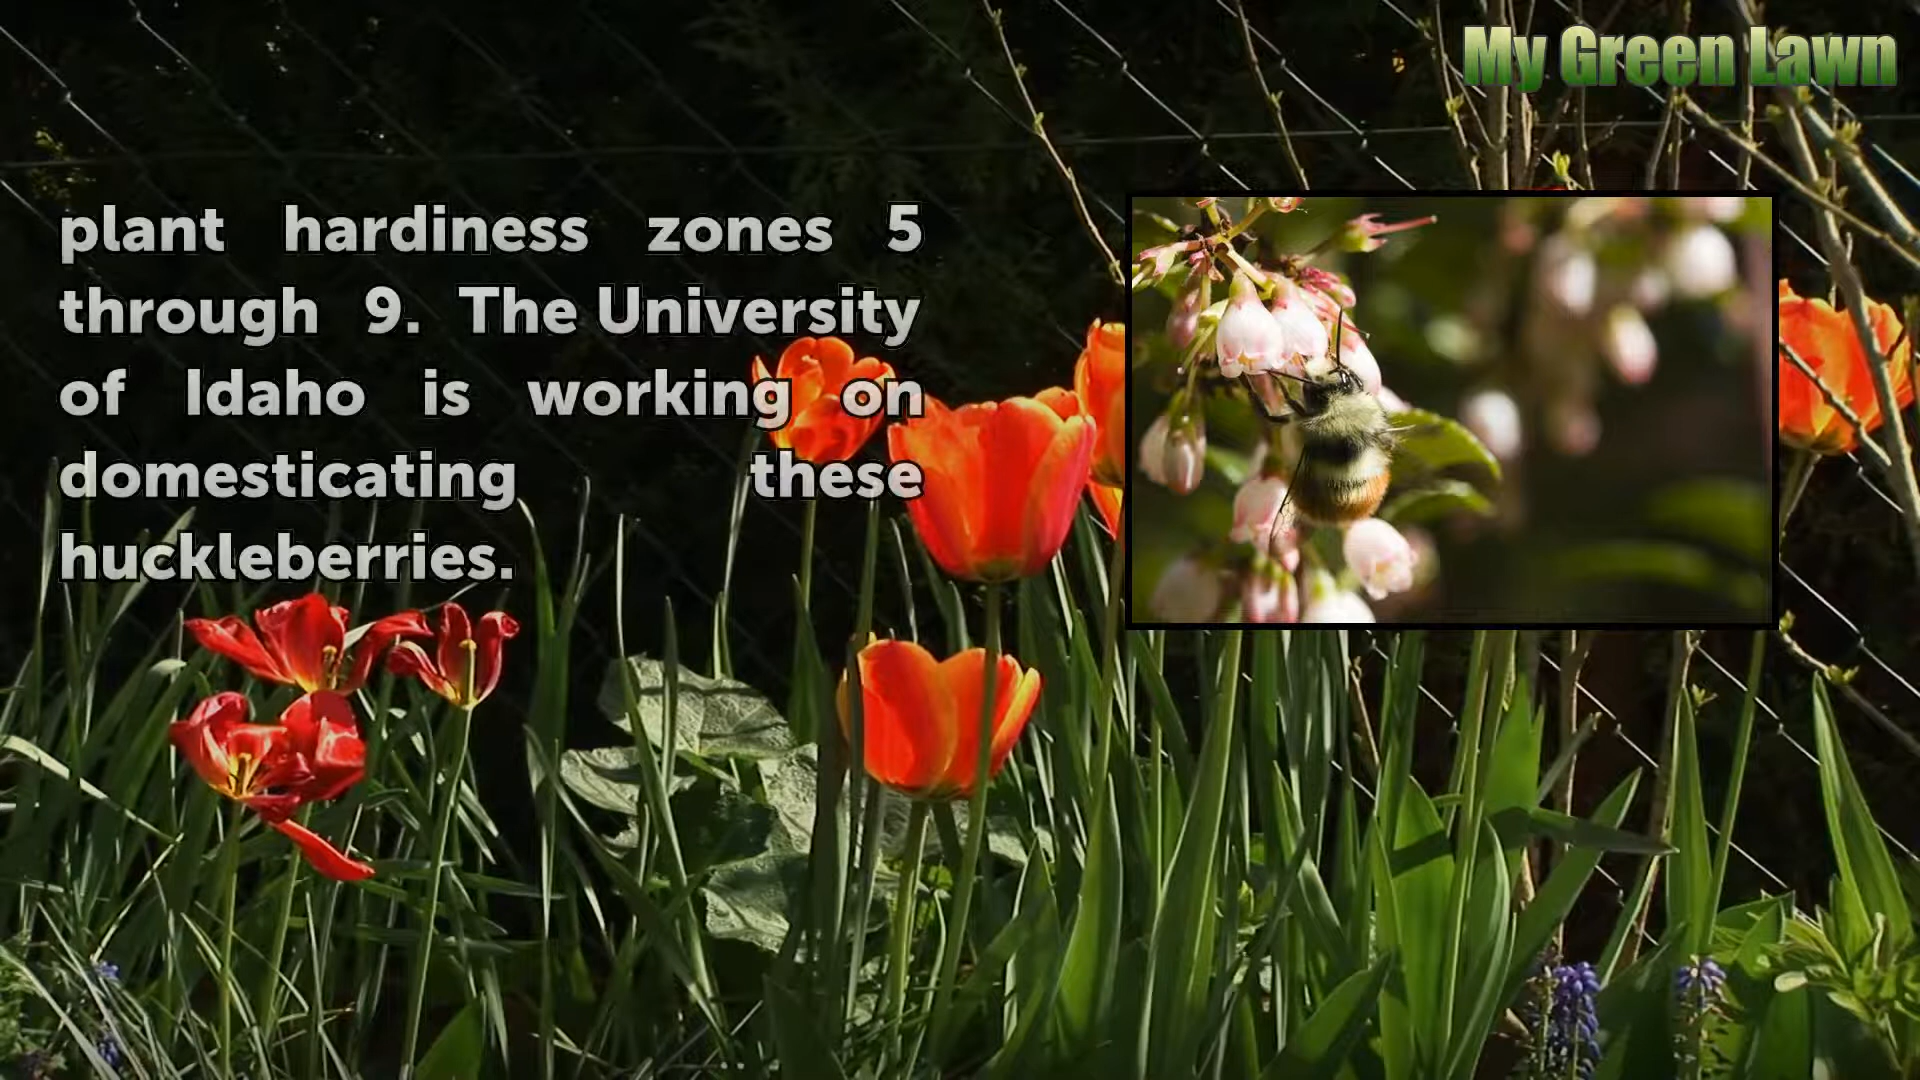 My Green Lawn
plant hardiness zones 5
through 9. The University
of Idaho is working on
domesticating these
huckleberries.